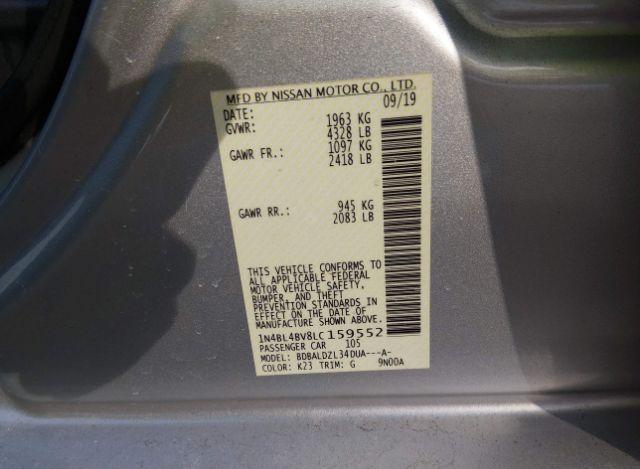 MFD BY NISSAN MOTOR CO., LTD.
DATE: 09/19
GVWR: 1963 KG
4328 LB
GAWR FR.: 1097 KG
2418 LB
GAWR RR.: 945 KG
2083 LB
THIS VEHICLE CONFORMS TO
ALL APPLICABLE FEDERAL
MOTOR VEHICLE SAFETY,
BUMPER, AND THEFT
PREVENTION STANDARDS IN
EFFECT ON THE DATE OF
MANUFACTURE SHOWN ABOVE.
1N4BL4BV8LC 159552
PASSENGER CAR 105
MODEL: BDBALDZL34DUA---A-
COLOR: K23 TRIM: G 9N00A